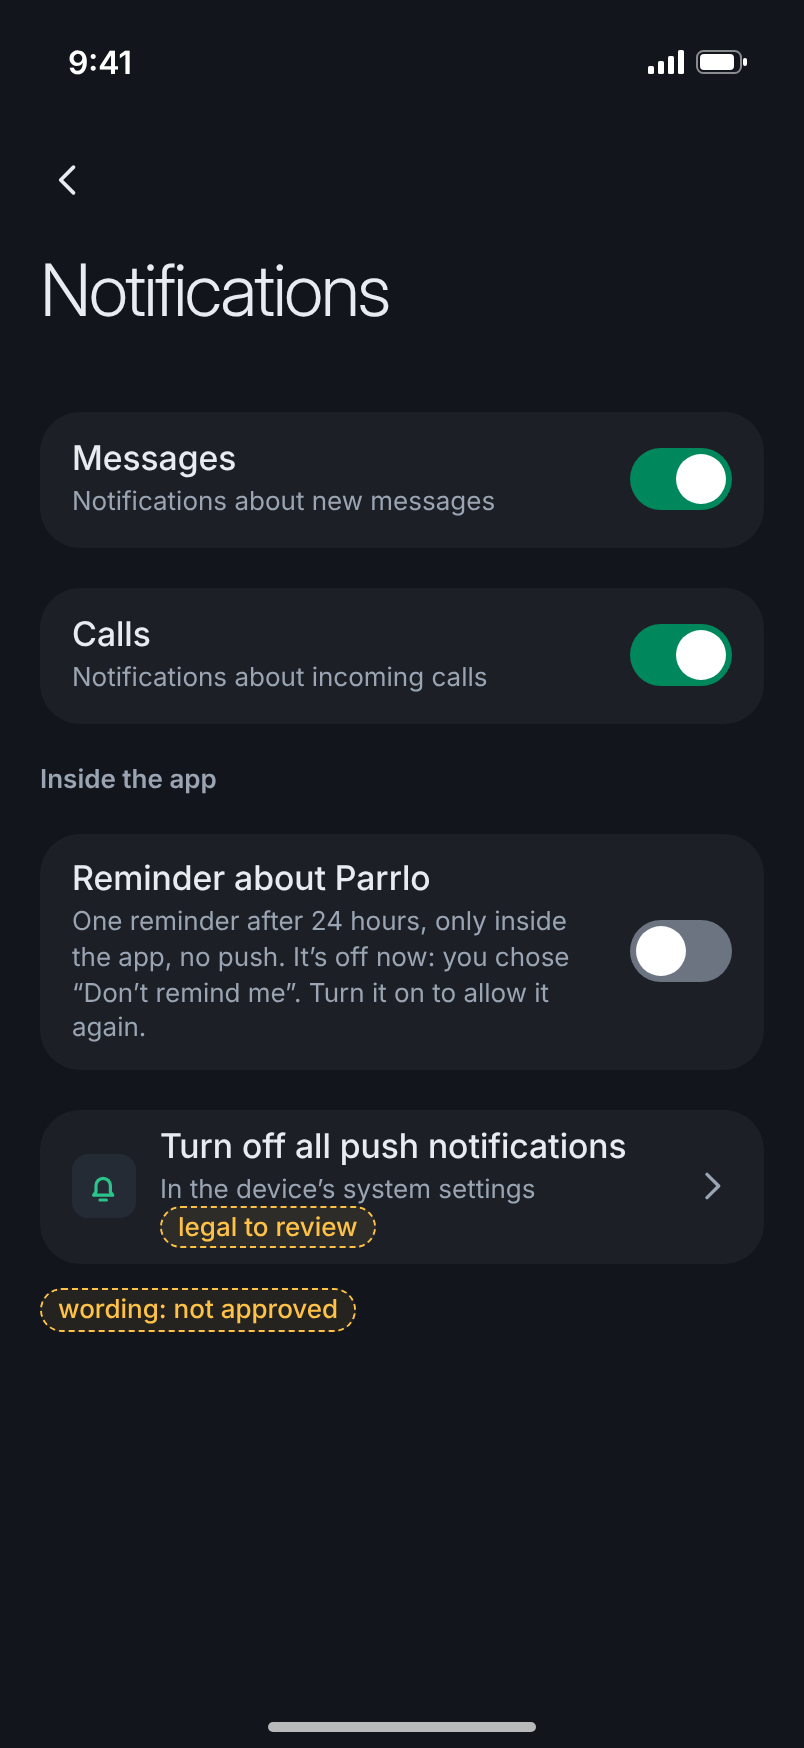 9:41
Notifications
Messages
Notifications about new messages
Calls
Notifications about incoming calls
Inside the app
Reminder about Parrlo
One reminder after 24 hours, only inside
the app, no push. It’s off now: you chose
“Don’t remind me”. Turn it on to allow it
again.
Turn off all push notifications
In the device’s system settings
legal to review
wording: not approved